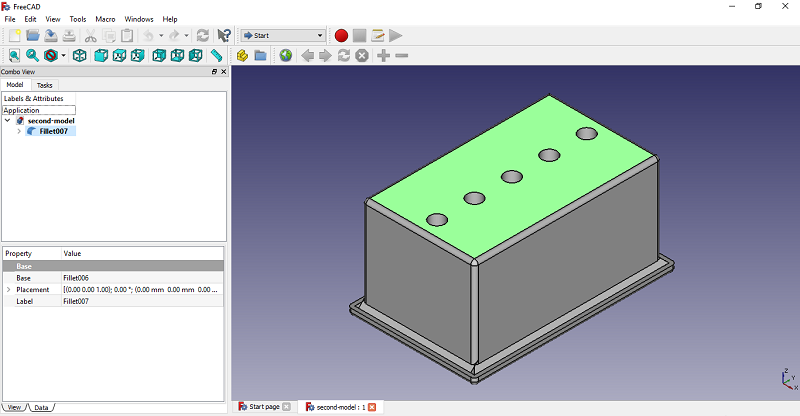 FreeCAD
File Edit View Tools Macro Windows Help
Start
Combo View
Model Tasks
Labels & Attributes
Application
second-model
Fillet007
Property Value
Base
Base Fillet006
Placement [(0.00 0.00 1.00); 0.00 °; (0.00 mm 0.00 mm 0.00 ...
Label Fillet007
View Data
Start page
second-model : 1
Z
Y
X